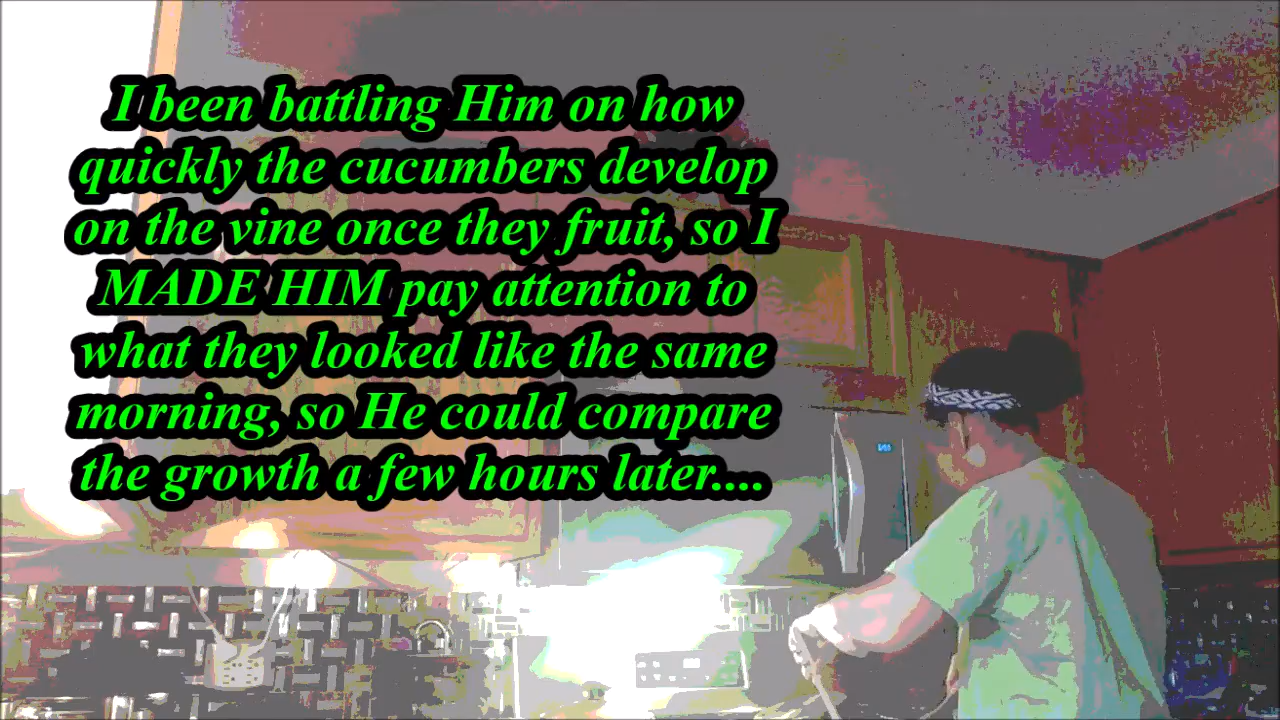 I been battling Him on how
quickly the cucumbers develop
on the vine once they fruit, so I
MADE HIM pay attention to
what they looked like the same
morning, so He could compare
the growth a few hours later....